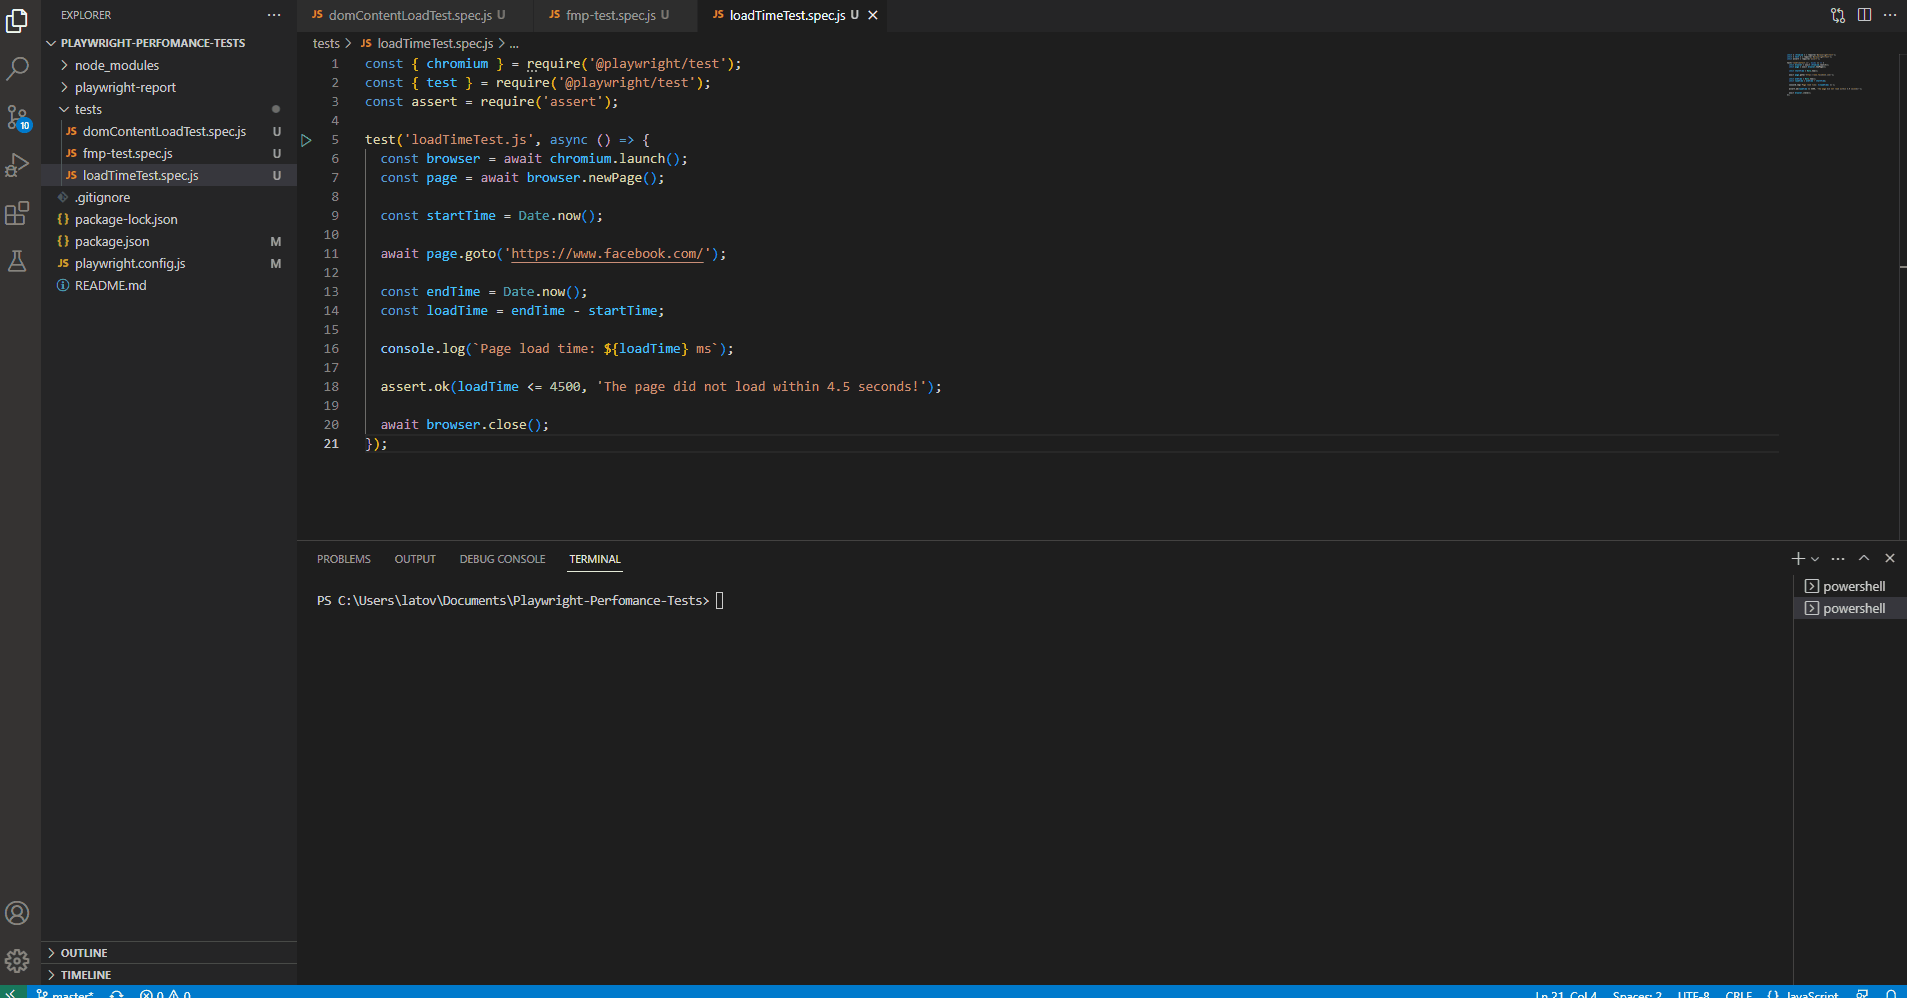 EXPLORER
PLAYWRIGHT-PERFOMANCE-TESTS
node_modules
playwright-report
tests
JS domContentLoadTest.spec.js U
JS fmp-test.spec.js U
JS loadTimeTest.spec.js U
.gitignore
{} package-lock.json
{} package.json M
JS playwright.config.js M
README.md
10
OUTLINE
TIMELINE
JS domContentLoadTest.spec.js U
JS fmp-test.spec.js U
JS loadTimeTest.spec.js U
tests > JS loadTimeTest.spec.js > ...
1 const { chromium } = require('@playwright/test');
2 const { test } = require('@playwright/test');
3 const assert = require('assert');
4
5 test('loadTimeTest.js', async () => {
6 const browser = await chromium.launch();
7 const page = await browser.newPage();
8
9 const startTime = Date.now();
10
11 await page.goto('https://www.facebook.com/');
12
13 const endTime = Date.now();
14 const loadTime = endTime - startTime;
15
16 console.log(`Page load time: ${loadTime} ms`);
17
18 assert.ok(loadTime <= 4500, 'The page did not load within 4.5 seconds!');
19
20 await browser.close();
21 });
PROBLEMS OUTPUT DEBUG CONSOLE TERMINAL
PS C:\Users\latov\Documents\Playwright-Perfomance-Tests>
powershell
powershell
master* 0 0 Ln 21, Col 4 Spaces: 2 UTF-8 CRLF {} JavaScript